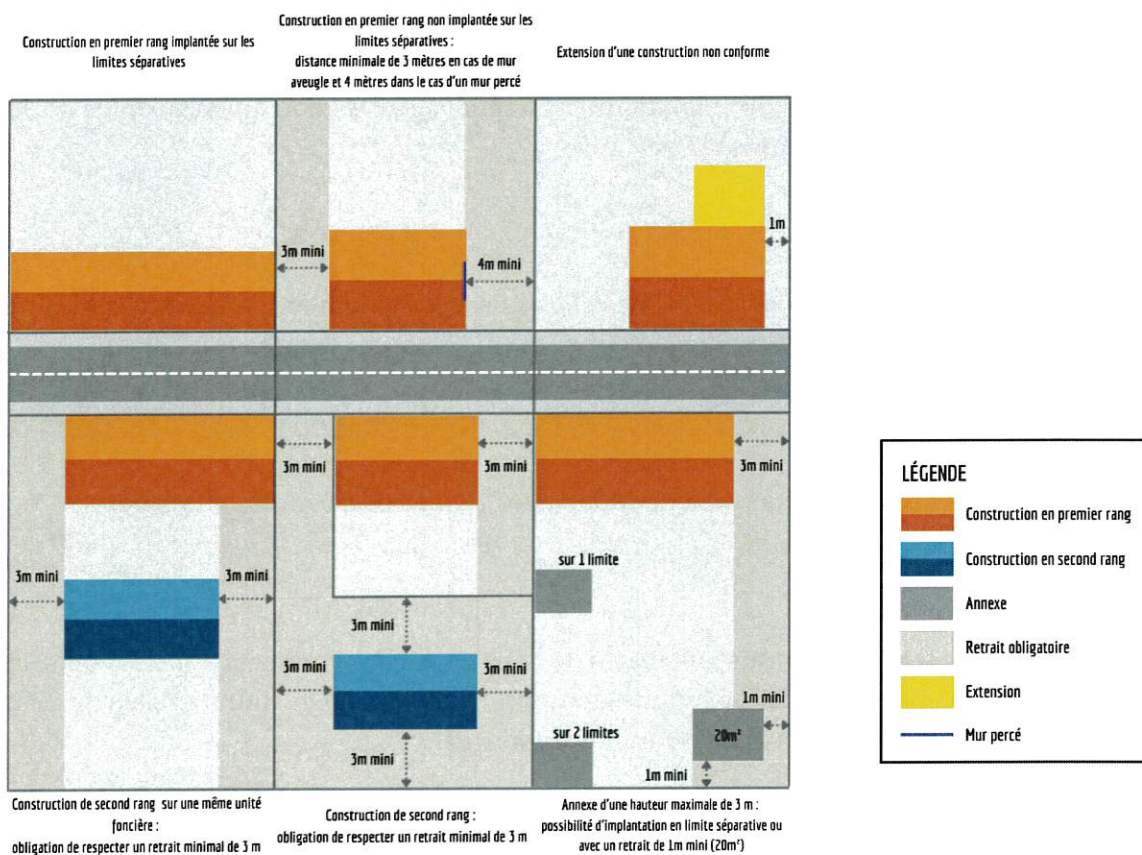 Construction en premier rang implantée sur les
limites séparatives
Construction en premier rang non implantée sur les
limites séparatives :
distance minimale de 3 mètres en cas de mur
aveugle et 4 mètres dans le cas d'un mur percé
Extension d'une construction non conforme
3m mini
4m mini
1m
3m mini
3m mini
3m mini
3m mini
3m mini
sur 1 limite
3m mini
3m mini
3m mini
3m mini
sur 2 limites
20m²
1m mini
1m mini
Construction de second rang sur une même unité
foncière :
obligation de respecter un retrait minimal de 3 m
Construction de second rang :
obligation de respecter un retrait minimal de 3 m
Annexe d'une hauteur maximale de 3 m :
possibilité d'implantation en limite séparative ou
avec un retrait de 1m mini (20m²)
LÉGENDE
Construction en premier rang
Construction en second rang
Annexe
Retrait obligatoire
Extension
Mur percé